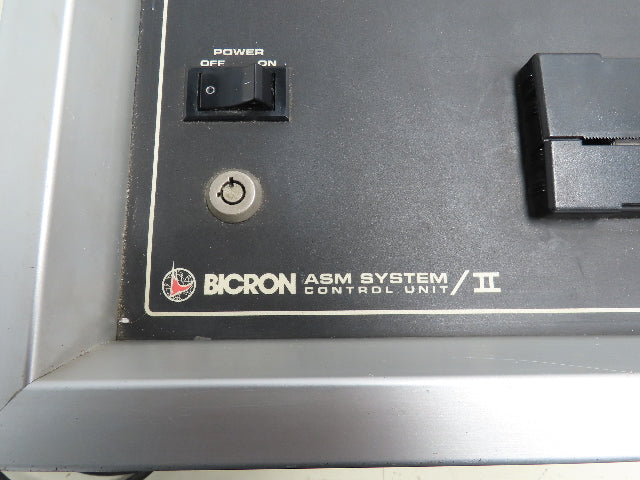 POWER
OFF ON
BICRON ASM SYSTEM
CONTROL UNIT / II